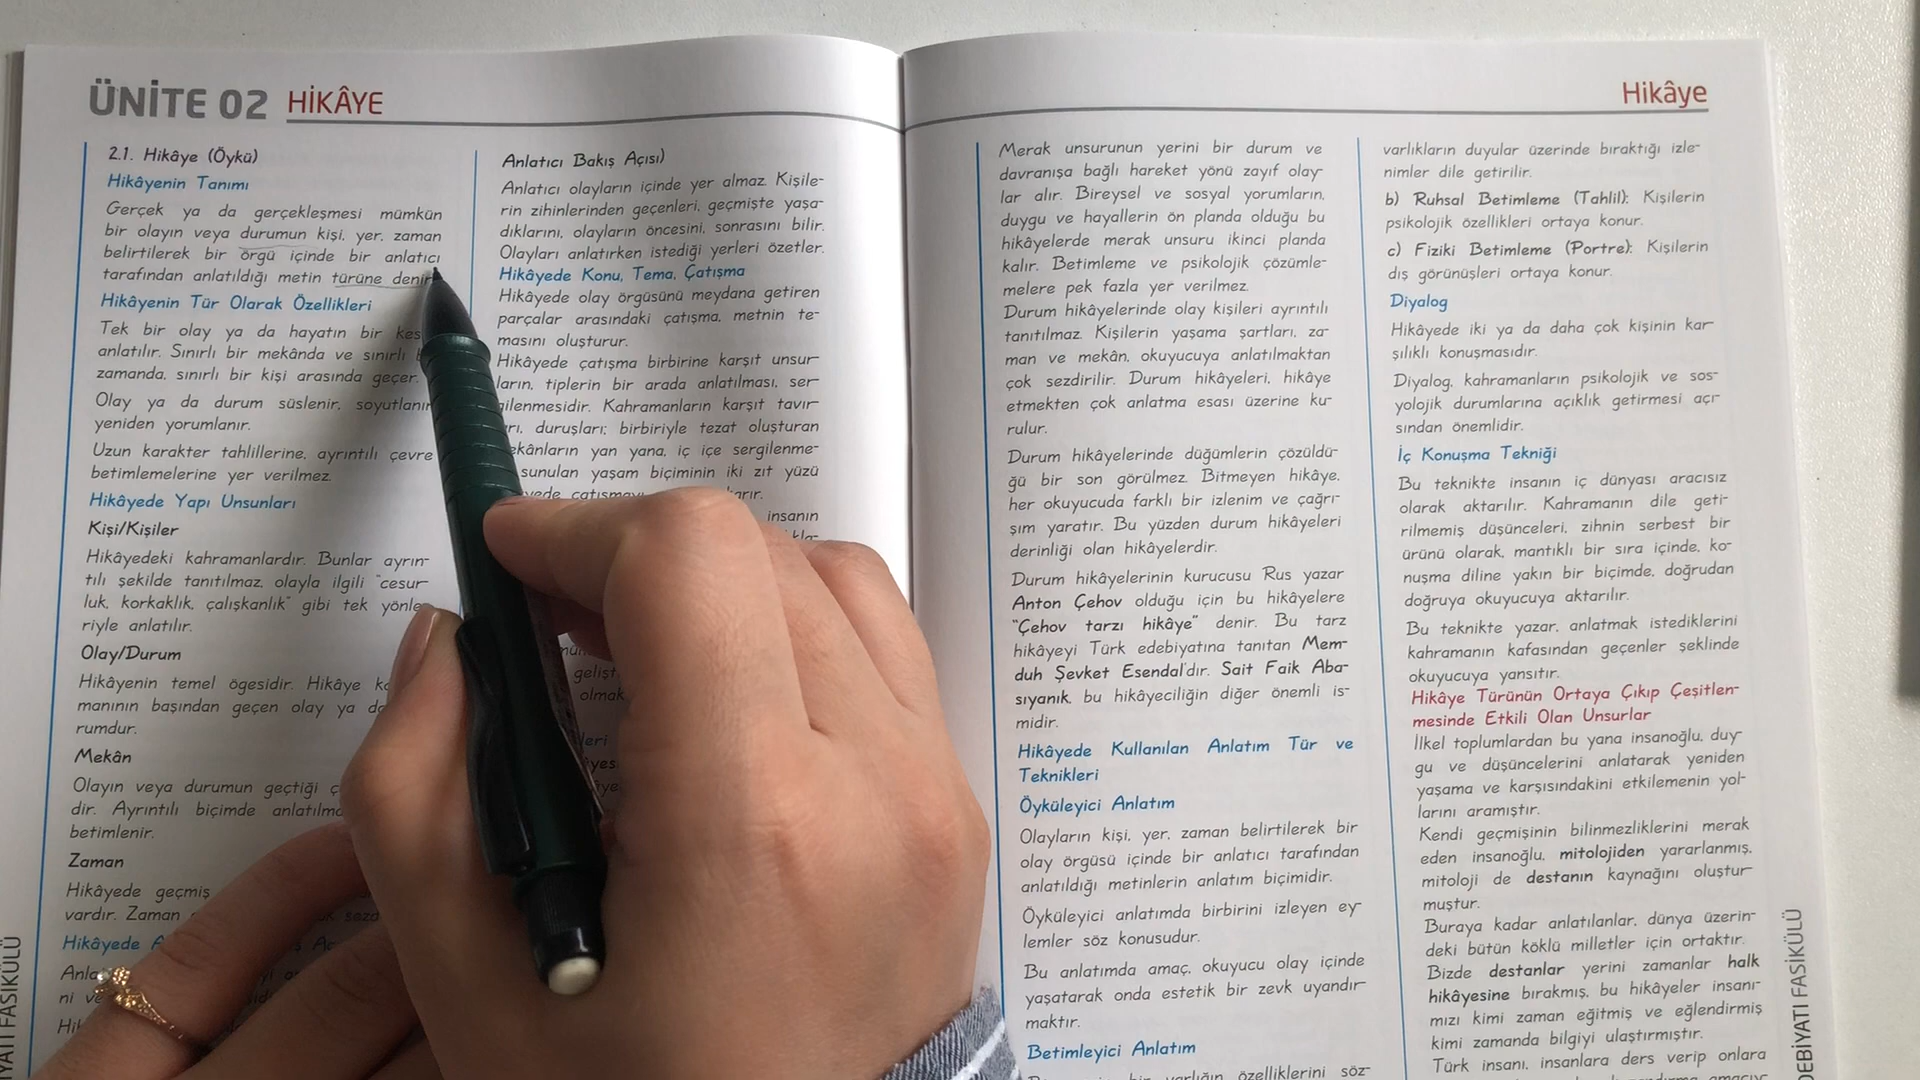 ÜNİTE 02 HİKÂYE
2.1. Hikâye (Öykü)
Hikâyenin Tanımı
Gerçek ya da gerçekleşmesi mümkün
bir olayın veya durumun kişi, yer, zaman
belirtilerek bir örgü içinde bir anlatıcı
tarafından anlatıldığı metin türüne denir
Hikâyenin Tür Olarak Özellikleri
Tek bir olay ya da hayatın bir
anlatılır. Sınırlı bir mekânda ve sınırlı
zamanda, sınırlı bir kişi arasında geçer.
Olay ya da durum süslenir, soyutlanır
yeniden yorumlanır.
Uzun karakter tahlillerine, ayrıntılı çevre
betimlemelerine yer verilmez.
Hikâyede Yapı Unsunları
Kişi/Kişiler
Hikâyedeki kahramanlardır. Bunlar ayrın-
tılı şekilde tanıtılmaz, olayla ilgili "cesur-
luk, korkaklık, çalışkanlık" gibi tek yönle-
riyle anlatılır.
Olay/Durum
Hikâyenin temel ögesidir. Hikâye
manının başından geçen olay ya
rumdur.
Mekân
Olayın veya durumun geçtiği
dir. Ayrıntılı biçimde
betimlenir.
Zaman
Hikâyede geçmiş
vardır. Zaman
Hikâyede
Anlatıcı Bakış Açısı)
Anlatıcı olayların içinde yer almaz. Kişile-
rin zihinlerinden geçenleri, geçmişte yaşa-
dıklarını, olayların öncesini, sonrasını bilir.
Olayları anlatırken istediği yerleri özetler.
Hikâyede Konu, Tema, Çatışma
Hikâyede olay örgüsünü meydana getiren
parçalar arasındaki çatışma, metnin te-
masını oluşturur.
Hikâyede çatışma birbirine karşıt unsur-
ların, tiplerin bir arada anlatılması, ser-
gilenmesidir. Kahramanların karşıt tavır-
duruşları; birbiriyle tezat oluşturan
mekânların yan yana, iç içe sergilenme-
sunulan yaşam biçiminin iki zıt yüzü
çatışmayı
insanın
olmak
Hikâye
Merak unsurunun yerini bir durum ve
davranışa bağlı hareket yönü zayıf olay-
lar alır. Bireysel ve sosyal yorumların,
duygu ve hayallerin ön planda olduğu bu
hikâyelerde merak unsuru ikinci planda
kalır. Betimleme ve psikolojik çözümle-
melere pek fazla yer verilmez.
Durum hikâyelerinde olay kişileri ayrıntılı
tanıtılmaz. Kişilerin yaşama şartları, za-
man ve mekân, okuyucuya anlatılmaktan
çok sezdirilir. Durum hikâyeleri, hikâye
etmekten çok anlatma esası üzerine ku-
rulur.
Durum hikâyelerinde düğümlerin çözüldü-
ğü bir son görülmez. Bitmeyen hikâye,
her okuyucuda farklı bir izlenim ve çağrı-
şım yaratır. Bu yüzden durum hikâyeleri
derinliği olan hikâyelerdir.
Durum hikâyelerinin kurucusu Rus yazar
Anton Çehov olduğu için bu hikâyelere
"Çehov tarzı hikâye" denir. Bu tarz
hikâyeyi Türk edebiyatına tanıtan Mem-
duh Şevket Esendal'dır. Sait Faik Aba-
sıyanık, bu hikâyeciliğin diğer önemli is-
midir.
Hikâyede Kullanılan Anlatım Tür ve
Teknikleri
Öyküleyici Anlatım
Olayların kişi, yer, zaman belirtilerek bir
olay örgüsü içinde bir anlatıcı tarafından
anlatıldığı metinlerin anlatım biçimidir.
Öyküleyici anlatımda birbirini izleyen ey-
lemler söz konusudur.
Bu anlatımda amaç, okuyucu olay içinde
yaşatarak onda estetik bir zevk uyandır-
maktır.
Betimleyici Anlatım
bir varlığın özelliklerini söz-
varlıkların duyular üzerinde bıraktığı izle-
nimler dile getirilir.
b) Ruhsal Betimleme (Tahlil): Kişilerin
psikolojik özellikleri ortaya konur.
c) Fiziki Betimleme (Portre): Kişilerin
dış görünüşleri ortaya konur.
Diyalog
Hikâyede iki ya da daha çok kişinin kar-
şılıklı konuşmasıdır.
Diyalog, kahramanların psikolojik ve sos-
yolojik durumlarına açıklık getirmesi açı-
sından önemlidir.
İç Konuşma Tekniği
Bu teknikte insanın iç dünyası aracısız
olarak aktarılır. Kahramanın dile geti-
rilmemiş düşünceleri, zihnin serbest bir
ürünü olarak, mantıklı bir sıra içinde, ko-
nuşma diline yakın bir biçimde, doğrudan
doğruya okuyucuya aktarılır.
Bu teknikte yazar, anlatmak istediklerini
kahramanın kafasından geçenler şeklinde
okuyucuya yansıtır.
Hikâye Türünün Ortaya Çıkıp Çeşitlen-
mesinde Etkili Olan Unsurlar
İlkel toplumlardan bu yana insanoğlu, duy-
gu ve düşüncelerini anlatarak yeniden
yaşama ve karşısındakini etkilemenin yol-
larını aramıştır.
Kendi geçmişinin bilinmezliklerini merak
eden insanoğlu, mitolojiden yararlanmış,
mitoloji de destanın kaynağını oluştur-
muştur.
Buraya kadar anlatılanlar, dünya üzerin-
deki bütün köklü milletler için ortaktır.
Bizde destanlar yerini zamanlar halk
hikâyesine bırakmış, bu hikâyeler insanı-
mızı kimi zaman eğitmiş ve eğlendirmiş
kimi zamanda bilgiyi ulaştırmıştır.
Türk insanı, insanlara ders verip onlara
DEBİYATI FASİKÜLÜ